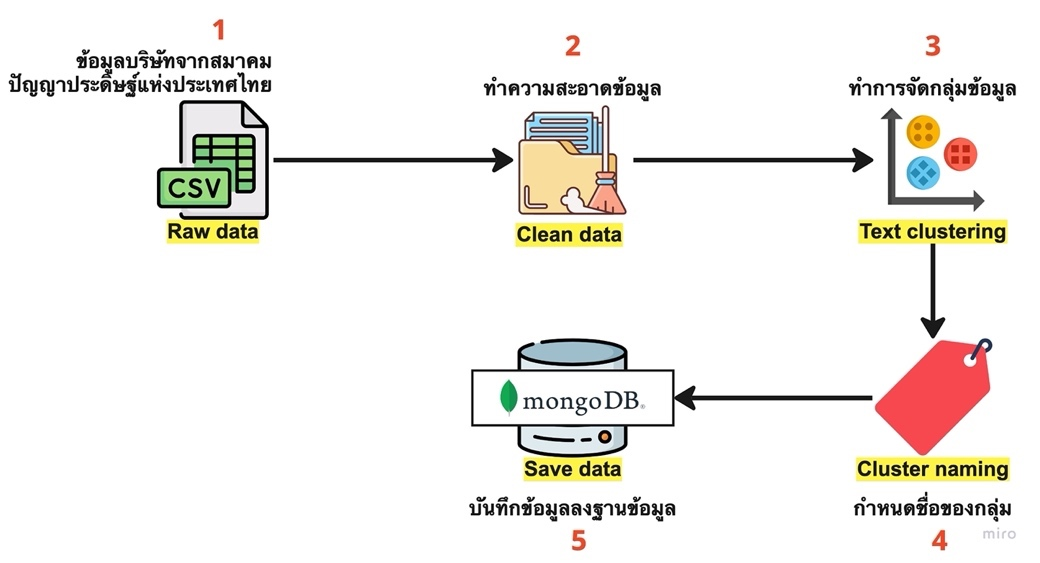 1
ข้อมูลบริษัทจากสมาคม
ปัญญาประดิษฐ์แห่งประเทศไทย
CSV
Raw data
2
ทำความสะอาดข้อมูล
Clean data
3
ทำการจัดกลุ่มข้อมูล
Text clustering
Cluster naming
กำหนดชื่อของกลุ่ม
4
mongoDB®
Save data
บันทึกข้อมูลลงฐานข้อมูล
5
miro